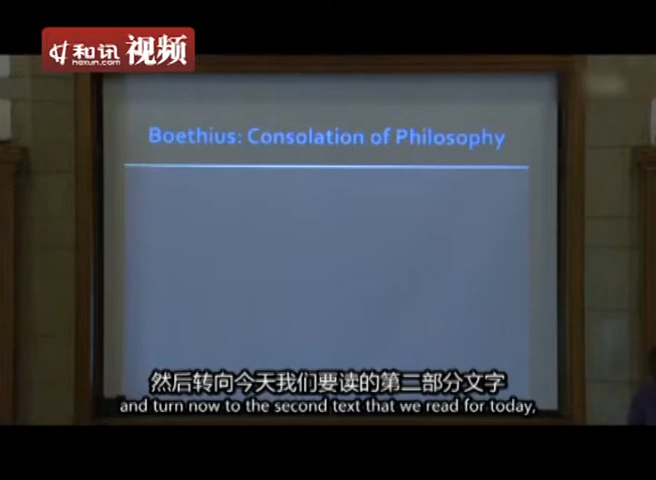 和讯 视频
hexun.com
Boethius: Consolation of Philosophy
然后转向今天我们要读的第二部分文字
and turn now to the second text that we read for today,